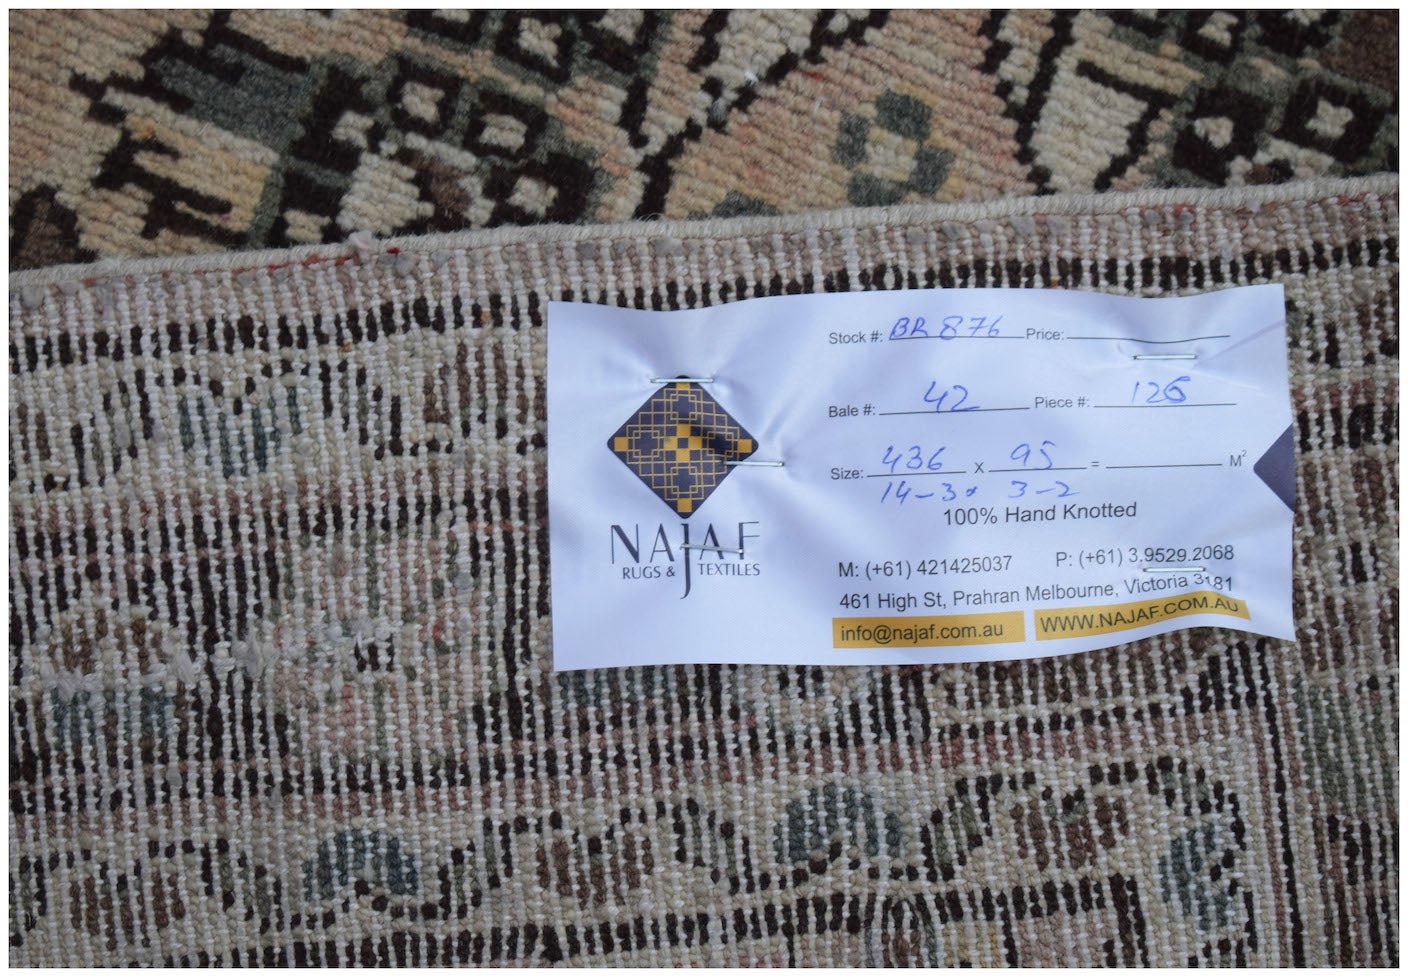 Stock #: BR 876 Price:
Bale #: 42 Piece #: 126
Size: 436 X 95 = M²
14-3 x 3-2
100% Hand Knotted
NAJAF
RUGS & TEXTILES
M: (+61) 421425037 P: (+61) 3.9529.2068
461 High St, Prahran Melbourne, Victoria 3181
info@najaf.com.au WWW.NAJAF.COM.AU